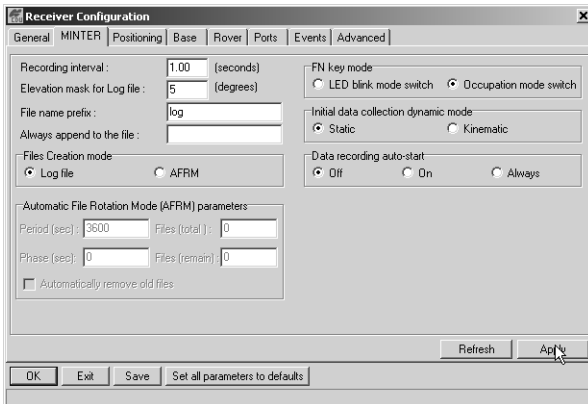 Receiver Configuration
General MINTER Positioning Base Rover Ports Events Advanced
Recording interval : 1.00 (seconds)
Elevation mask for Log file : 5 (degrees)
File name prefix : log
Always append to the file :
Files Creation mode
Log file AFRM
Automatic File Rotation Mode (AFRM) parameters
Period (sec) : 3600 Files (total ) : 0
Phase (sec): 0 Files (remain) : 0
Automatically remove old files
FN key mode
LED blink mode switch Occupation mode switch
Initial data collection dynamic mode
Static Kinematic
Data recording auto-start
Off On Always
Refresh Apply
OK Exit Save Set all parameters to defaults